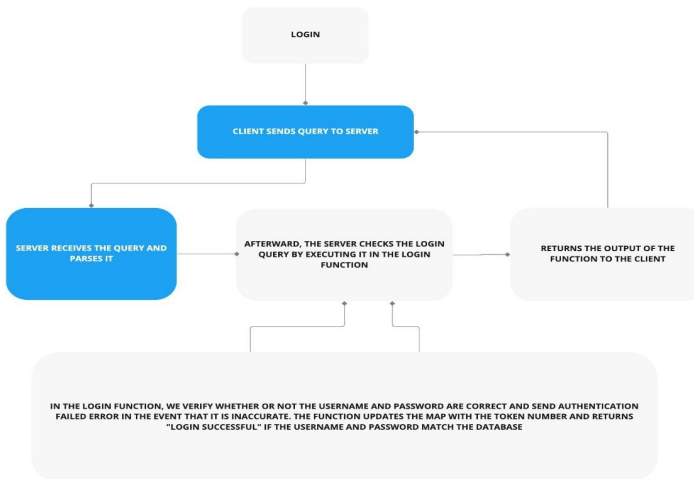 LOGIN
CLIENT SENDS QUERY TO SERVER
SERVER RECEIVES THE QUERY AND
PARSES IT
AFTERWARD, THE SERVER CHECKS THE LOGIN
QUERY BY EXECUTING IT IN THE LOGIN
FUNCTION
RETURNS THE OUTPUT OF THE
FUNCTION TO THE CLIENT
IN THE LOGIN FUNCTION, WE VERIFY WHETHER OR NOT THE USERNAME AND PASSWORD ARE CORRECT AND SEND AUTHENTICATION
FAILED ERROR IN THE EVENT THAT IT IS INACCURATE. THE FUNCTION UPDATES THE MAP WITH THE TOKEN NUMBER AND RETURNS
"LOGIN SUCCESSFUL" IF THE USERNAME AND PASSWORD MATCH THE DATABASE